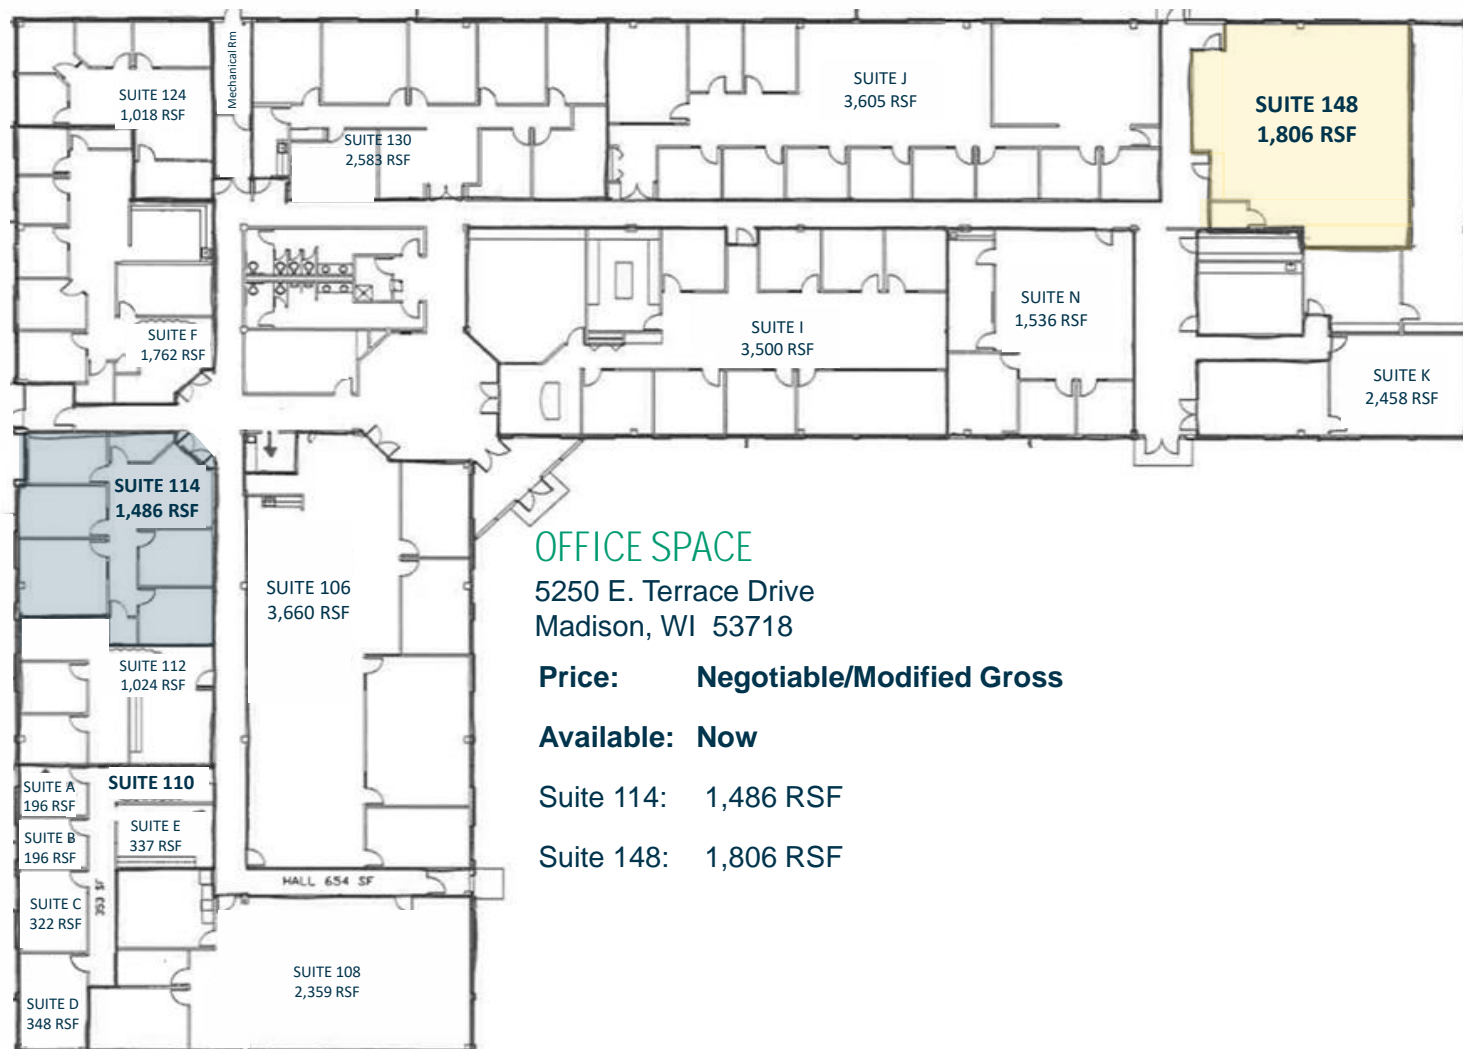 Mechanical Rm
SUITE 124
1,018 RSF
SUITE 130
2,583 RSF
SUITE J
3,605 RSF
SUITE 148
1,806 RSF
SUITE F
1,762 RSF
SUITE I
3,500 RSF
SUITE N
1,536 RSF
SUITE K
2,458 RSF
SUITE 114
1,486 RSF
SUITE 106
3,660 RSF
SUITE 112
1,024 RSF
SUITE 110
SUITE A
196 RSF
SUITE B
196 RSF
SUITE E
337 RSF
SUITE C
322 RSF
353 SF
HALL 654 SF
SUITE D
348 RSF
SUITE 108
2,359 RSF
OFFICE SPACE
5250 E. Terrace Drive
Madison, WI 53718
Price: Negotiable/Modified Gross
Available: Now
Suite 114: 1,486 RSF
Suite 148: 1,806 RSF